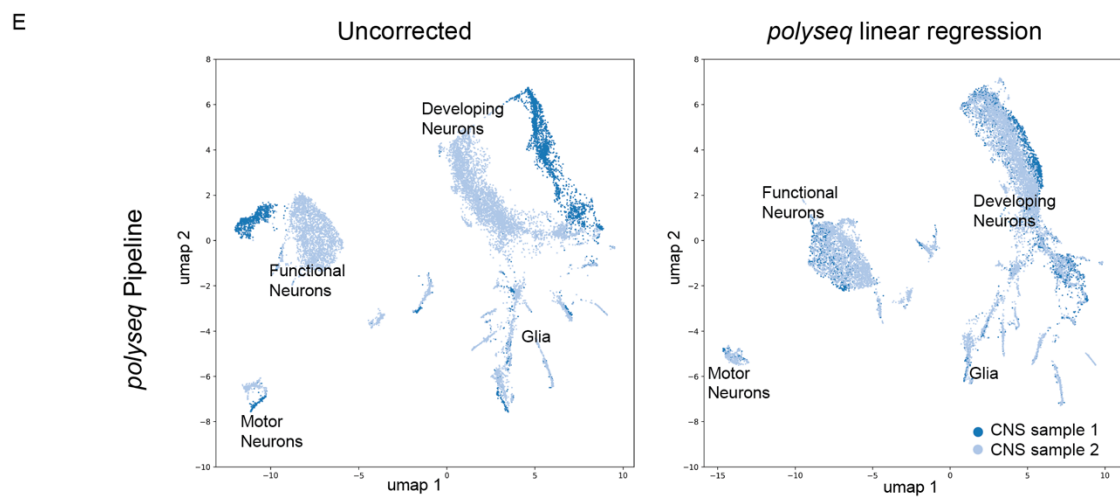 E
Uncorrected
polyseq linear regression
polyseq Pipeline
8
6
4
2
0
−2
−4
−6
−8
−10
umap 2
Developing
Neurons
Functional
Neurons
Glia
Motor
Neurons
−10
−5
0
5
10
umap 1
8
6
4
2
0
−2
−4
−6
−8
−10
umap 2
Functional
Neurons
Developing
Neurons
Motor
Neurons
Glia
CNS sample 1
CNS sample 2
−15
−10
−5
0
5
10
umap 1